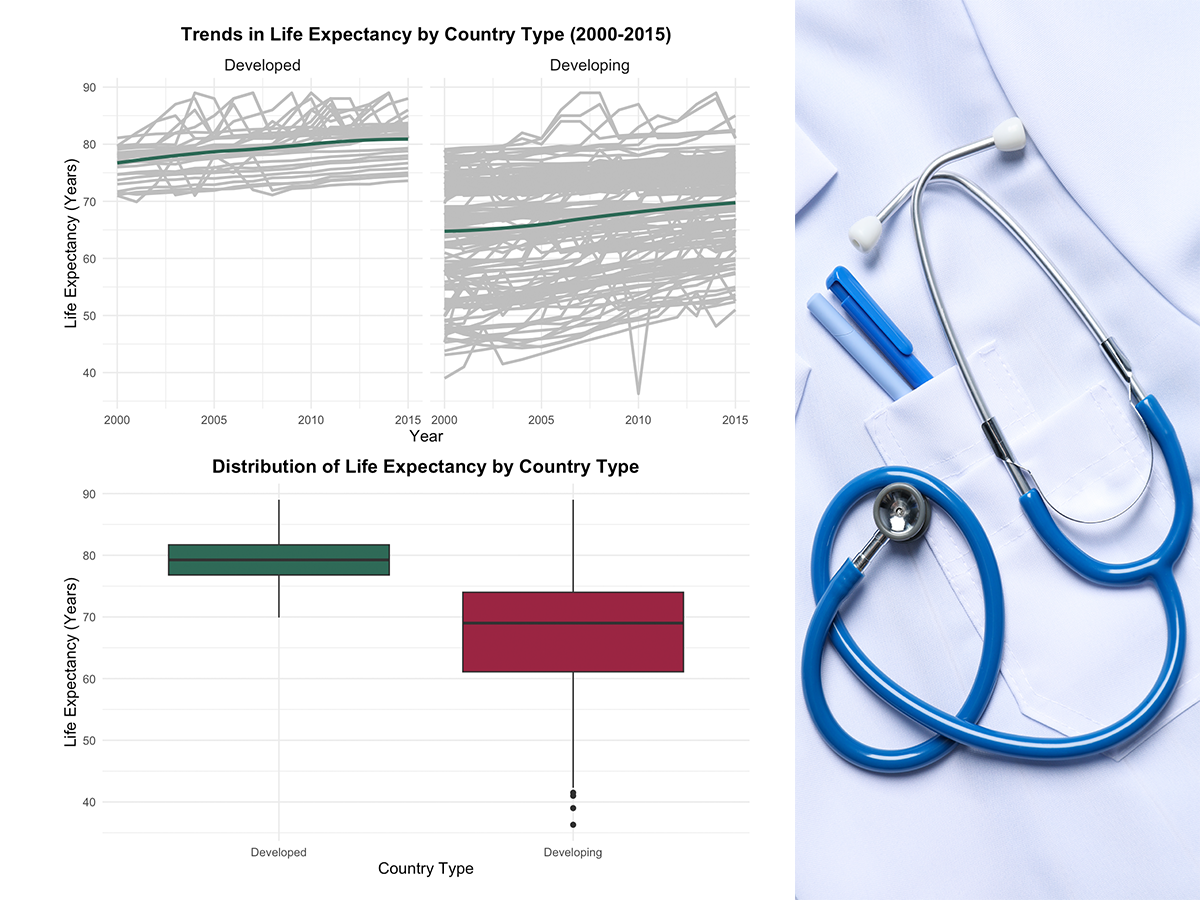 Trends in Life Expectancy by Country Type (2000-2015)
Developed Developing
Life Expectancy (Years)
90
80
70
60
50
40
2000 2005 2010 2015 2000 2005 2010 2015
Year
Distribution of Life Expectancy by Country Type
Life Expectancy (Years)
90
80
70
60
50
40
Developed Developing
Country Type